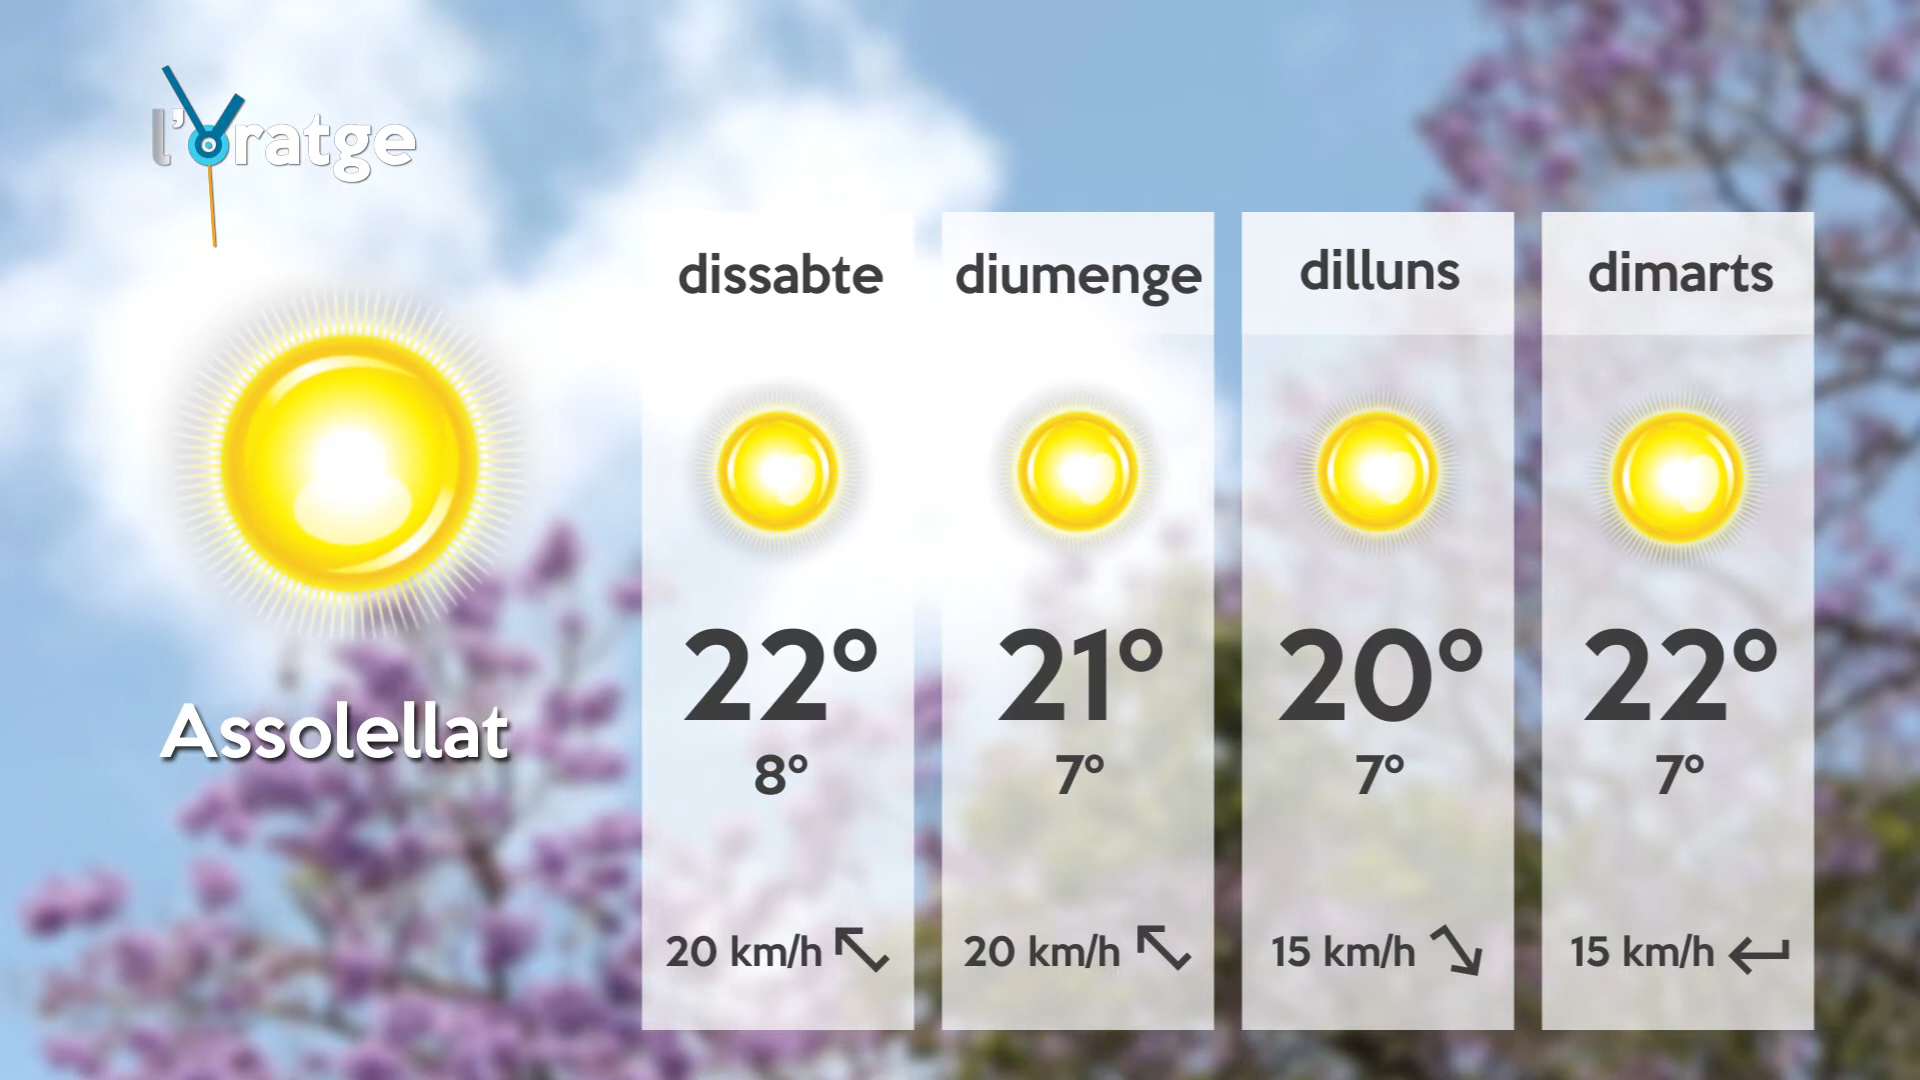 l'oratge
Assolellat
dissabte
22°
8°
20 km/h
diumenge
21°
7°
20 km/h
dilluns
20°
7°
15 km/h
dimarts
22°
7°
15 km/h